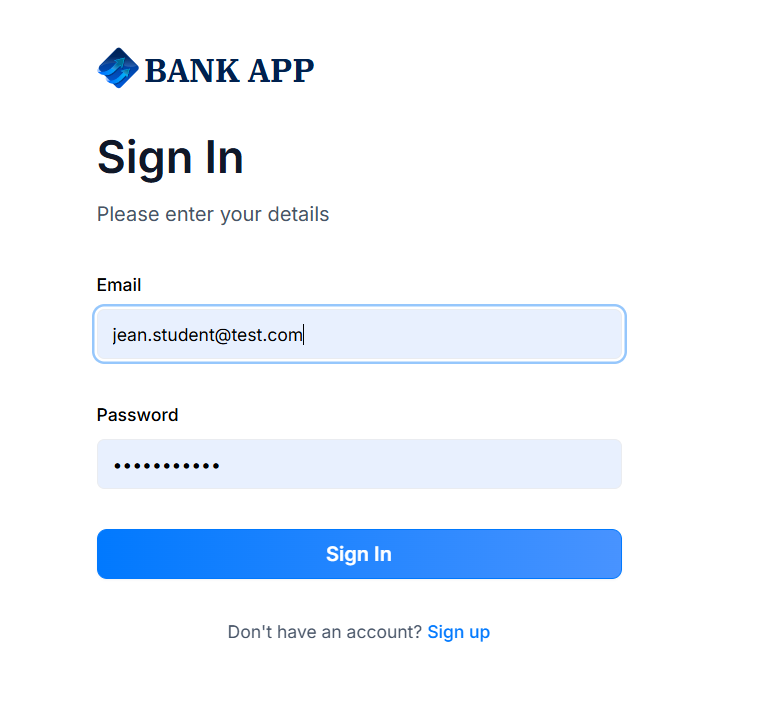 BANK APP
Sign In
Please enter your details
Email
jean.student@test.com
Password
•••••••••••
Sign In
Don't have an account? Sign up